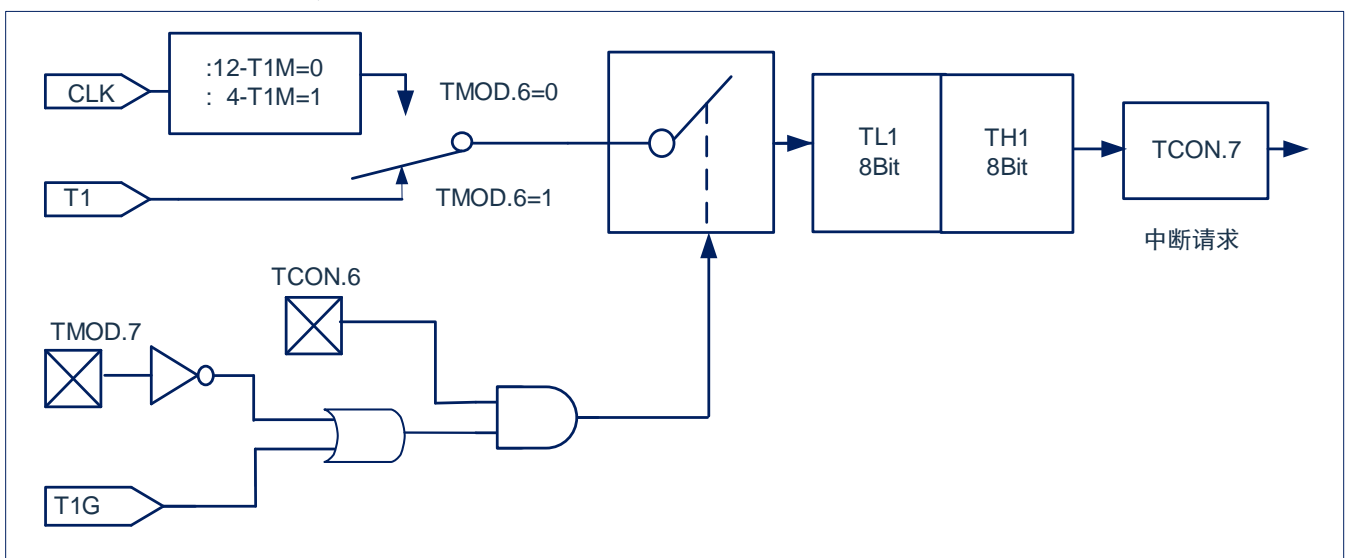 :12-T1M=0
: 4-T1M=1
CLK
TMOD.6=0
T1
TMOD.6=1
TL1
8Bit
TH1
8Bit
TCON.7
中断请求
TCON.6
TMOD.7
T1G